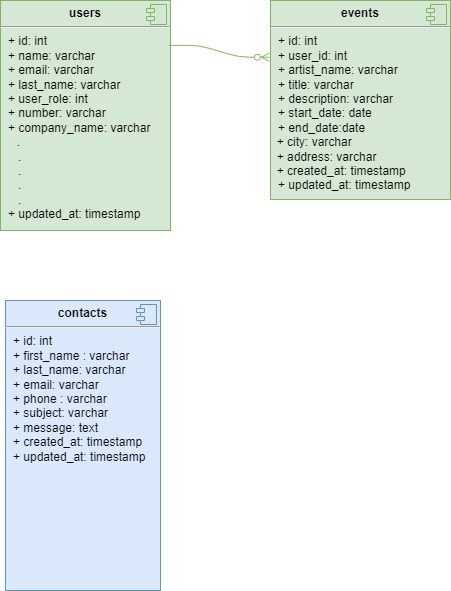 users
+ id: int
+ name: varchar
+ email: varchar
+ last_name: varchar
+ user_role: int
+ number: varchar
+ company_name: varchar
.
.
.
.
.
+ updated_at: timestamp
events
+ id: int
+ user_id: int
+ artist_name: varchar
+ title: varchar
+ description: varchar
+ start_date: date
+ end_date:date
+ city: varchar
+ address: varchar
+ created_at: timestamp
+ updated_at: timestamp
contacts
+ id: int
+ first_name : varchar
+ last_name: varchar
+ email: varchar
+ phone : varchar
+ subject: varchar
+ message: text
+ created_at: timestamp
+ updated_at: timestamp